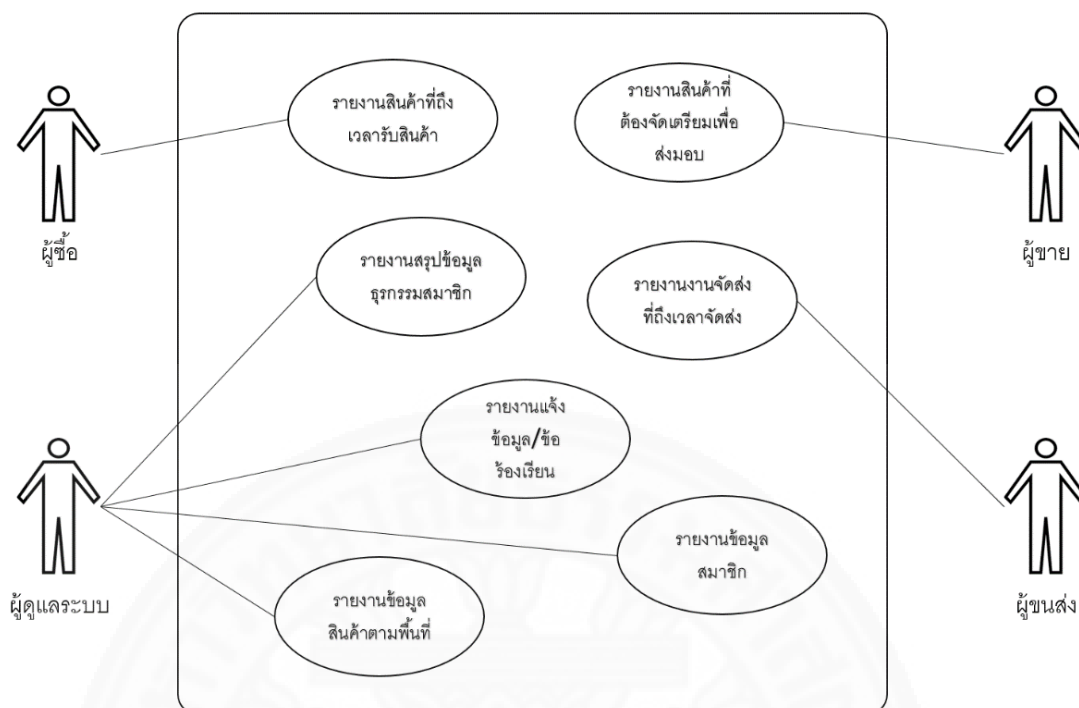 รายงานสินค้าที่ถึง
เวลารับสินค้า
รายงานสินค้าที่
ต้องจัดเตรียมเพื่อ
ส่งมอบ
ผู้ซื้อ
ผู้ขาย
รายงานสรุปข้อมูล
ธุรกรรมสมาชิก
รายงานงานจัดส่ง
ที่ถึงเวลาจัดส่ง
รายงานแจ้ง
ข้อมูล/ข้อ
ร้องเรียน
รายงานข้อมูล
สมาชิก
ผู้ดูแลระบบ
ผู้ขนส่ง
รายงานข้อมูล
สินค้าตามพื้นที่